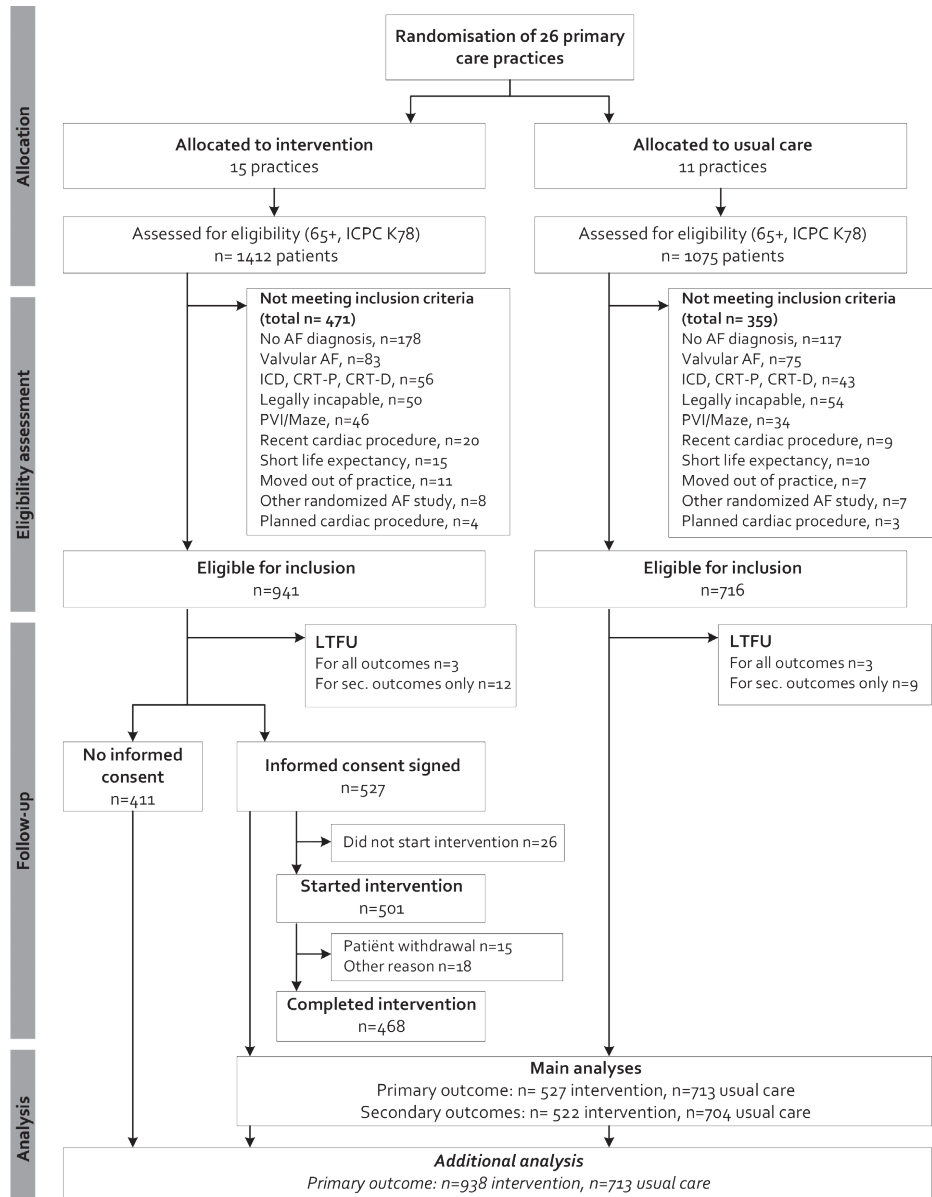 Allocation
Randomisation of 26 primary
care practices
Allocated to intervention
15 practices
Allocated to usual care
11 practices
Assessed for eligibility (65+, ICPC K78)
n= 1412 patients
Assessed for eligibility (65+, ICPC K78)
n= 1075 patients
Eligibility assessment
Not meeting inclusion criteria
(total n= 471)
No AF diagnosis, n=178
Valvular AF, n=83
ICD, CRT-P, CRT-D, n=56
Legally incapable, n=50
PVI/Maze, n=46
Recent cardiac procedure, n=20
Short life expectancy, n=15
Moved out of practice, n=11
Other randomized AF study, n=8
Planned cardiac procedure, n=4
Not meeting inclusion criteria
(total n= 359)
No AF diagnosis, n=117
Valvular AF, n=75
ICD, CRT-P, CRT-D, n=43
Legally incapable, n=54
PVI/Maze, n=34
Recent cardiac procedure, n=9
Short life expectancy, n=10
Moved out of practice, n=7
Other randomized AF study, n=7
Planned cardiac procedure, n=3
Eligible for inclusion
n=941
Eligible for inclusion
n=716
Follow-up
LTFU
For all outcomes n=3
For sec. outcomes only n=12
LTFU
For all outcomes n=3
For sec. outcomes only n=9
No informed
consent
n=411
Informed consent signed
n=527
Did not start intervention n=26
Started intervention
n=501
Patiënt withdrawal n=15
Other reason n=18
Completed intervention
n=468
Analysis
Main analyses
Primary outcome: n= 527 intervention, n=713 usual care
Secondary outcomes: n= 522 intervention, n=704 usual care
Additional analysis
Primary outcome: n=938 intervention, n=713 usual care